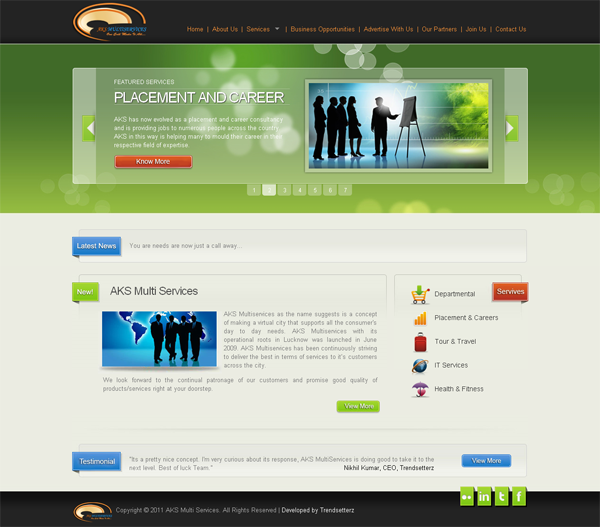 Home | About Us | Services | Business Opportunities | Advertise With Us | Our Partners | Join Us | Contact Us
FEATURED SERVICES
PLACEMENT AND CAREER
AKS has now evolved as a placement and career consultancy
and is providing jobs to numerous people across the country.
AKS in this way is helping many to mould their career in their
respective field of expertise.
Know More
1 2 3 4 5 6 7
Latest News
You are needs are now just a call away...
New!
AKS Multi Services
AKS Multiservices as the name suggests is a concept
of making a virtual city that supports all the consumer's
day to day needs. AKS Multiservices with its
operational roots in Lucknow was launched in June
2009. AKS Multiservices has been continuously striving
to deliver the best in terms of services to it's customers
across the city.
We look forward to the continual patronage of our customers and promise good quality of
products/services right at your doorstep.
View More
Servives
Departmental
Placement & Careers
Tour & Travel
IT Services
Health & Fitness
Testimonial
"Its a pretty nice concept. I'm very curious about its response, AKS MultiServices is doing good to take it to the
next level. Best of luck Team."
Nikhil Kumar, CEO, Trendsetterz
View More
Copyright © 2011 AKS Multi Services. All Rights Reserved | Developed by Trendsetterz
in t f